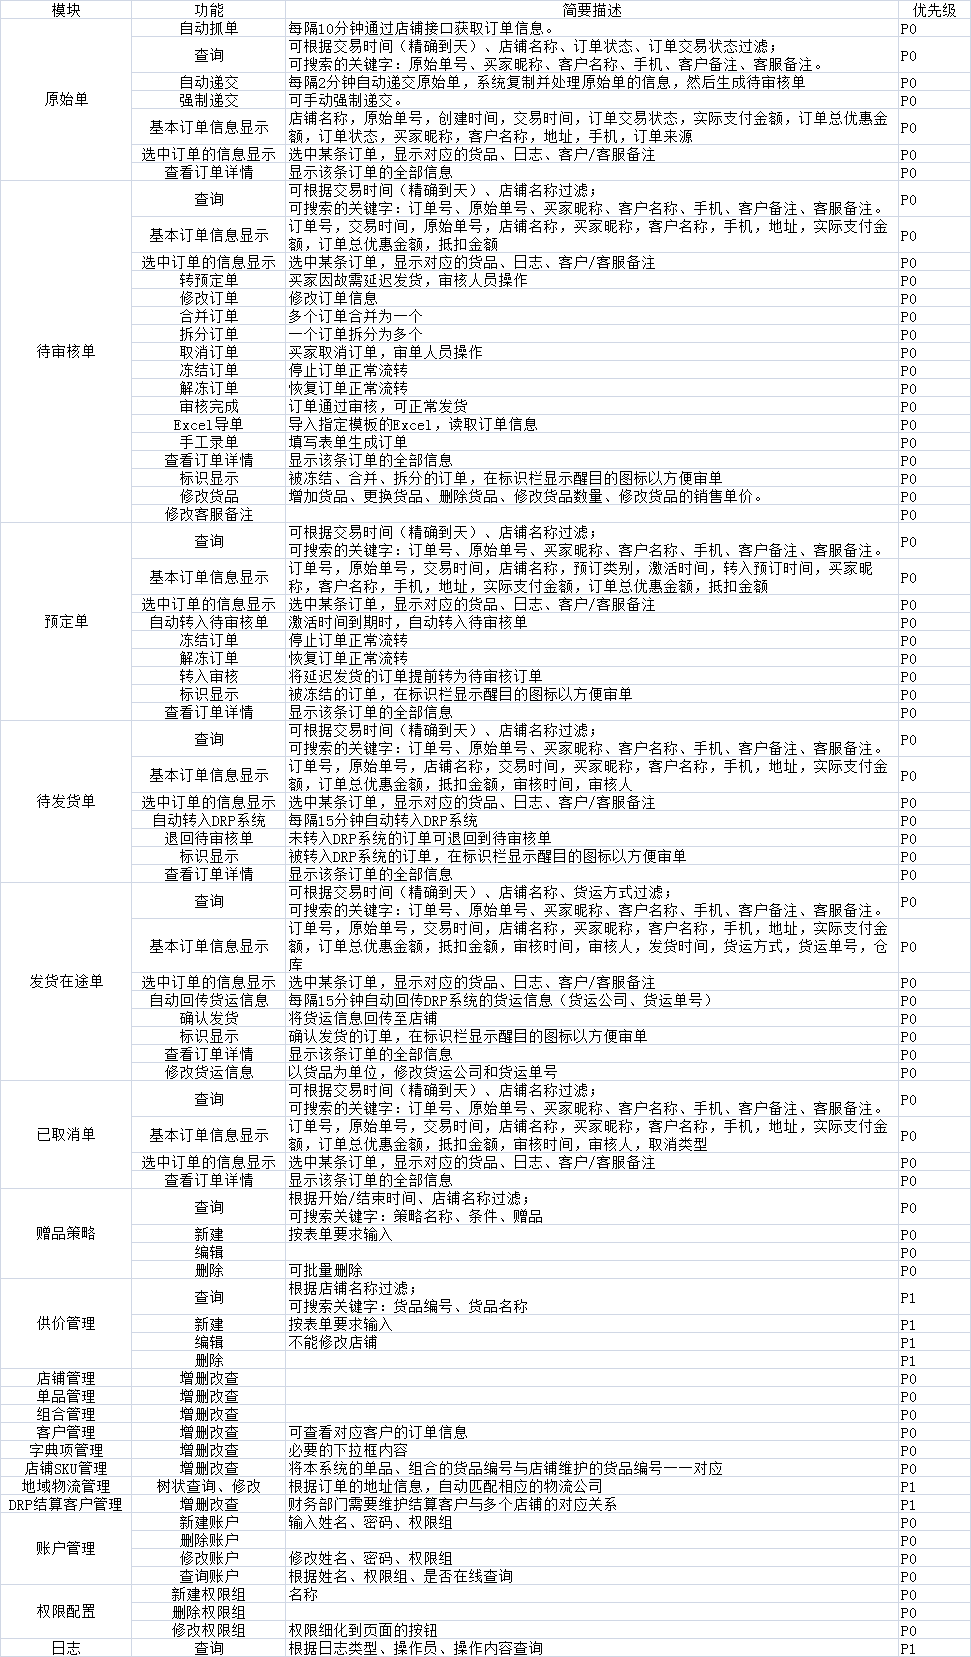 模块 功能 简要描述 优先级
原始单
自动抓单 每隔10分钟通过店铺接口获取订单信息。 P0
查询 可根据交易时间（精确到天）、店铺名称、订单状态、订单交易状态过滤； P0
可搜索的关键字：原始单号、买家昵称、客户名称、手机、客户备注、客服备注。
自动递交 每隔2分钟自动递交原始单，系统复制并处理原始单的信息，然后生成待审核单 P0
强制递交 可手动强制递交。 P0
基本订单信息显示 店铺名称，原始单号，创建时间，交易时间，订单交易状态，实际支付金额，订单总优惠金 P0
额，订单状态，买家昵称，客户名称，地址，手机，订单来源
选中订单的信息显示 选中某条订单，显示对应的货品、日志、客户/客服备注 P0
查看订单详情 显示该条订单的全部信息 P0
待审核单
查询 可根据交易时间（精确到天）、店铺名称过滤； P0
可搜索的关键字：订单号、原始单号、买家昵称、客户名称、手机、客户备注、客服备注。
基本订单信息显示 订单号，交易时间，原始单号，店铺名称，买家昵称，客户名称，手机，地址，实际支付金 P0
额，订单总优惠金额，抵扣金额
选中订单的信息显示 选中某条订单，显示对应的货品、日志、客户/客服备注 P0
转预定单 买家因故需延迟发货，审核人员操作 P0
修改订单 修改订单信息 P0
合并订单 多个订单合并为一个 P0
拆分订单 一个订单拆分为多个 P0
取消订单 买家取消订单，审单人员操作 P0
冻结订单 停止订单正常流转 P0
解冻订单 恢复订单正常流转 P0
审核完成 订单通过审核，可正常发货 P0
Excel导单 导入指定模板的Excel，读取订单信息 P0
手工录单 填写表单生成订单 P0
查看订单详情 显示该条订单的全部信息 P0
标识显示 被冻结、合并、拆分的订单，在标识栏显示醒目的图标以方便审单 P0
修改货品 增加货品、更换货品、删除货品、修改货品数量、修改货品的销售单价。 P0
修改客服备注 P0
预定单
查询 可根据交易时间（精确到天）、店铺名称过滤； P0
可搜索的关键字：订单号、原始单号、买家昵称、客户名称、手机、客户备注、客服备注。
基本订单信息显示 订单号，原始单号，交易时间，店铺名称，预订类别，激活时间，转入预订时间，买家昵 P0
称，客户名称，手机，地址，实际支付金额，订单总优惠金额，抵扣金额
选中订单的信息显示 选中某条订单，显示对应的货品、日志、客户/客服备注 P0
自动转入待审核单 激活时间到期时，自动转入待审核单 P0
冻结订单 停止订单正常流转 P0
解冻订单 恢复订单正常流转 P0
转入审核 将延迟发货的订单提前转为待审核订单 P0
标识显示 被冻结的订单，在标识栏显示醒目的图标以方便审单 P0
查看订单详情 显示该条订单的全部信息 P0
待发货单
查询 可根据交易时间（精确到天）、店铺名称过滤； P0
可搜索的关键字：订单号、原始单号、买家昵称、客户名称、手机、客户备注、客服备注。
基本订单信息显示 订单号，原始单号，店铺名称，交易时间，买家昵称，客户名称，手机，地址，实际支付金 P0
额，订单总优惠金额，抵扣金额，审核时间，审核人
选中订单的信息显示 选中某条订单，显示对应的货品、日志、客户/客服备注 P0
自动转入DRP系统 每隔15分钟自动转入DRP系统 P0
退回待审核单 未转入DRP系统的订单可退回到待审核单 P0
标识显示 被转入DRP系统的订单，在标识栏显示醒目的图标以方便审单 P0
查看订单详情 显示该条订单的全部信息 P0
发货在途单
查询 可根据交易时间（精确到天）、店铺名称、货运方式过滤； P0
可搜索的关键字：订单号、原始单号、买家昵称、客户名称、手机、客户备注、客服备注。
基本订单信息显示 订单号，原始单号，交易时间，店铺名称，买家昵称，客户名称，手机，地址，实际支付金 P0
额，订单总优惠金额，抵扣金额，审核时间，审核人，发货时间，货运方式，货运单号，仓
库
选中订单的信息显示 选中某条订单，显示对应的货品、日志、客户/客服备注 P0
自动回传货运信息 每隔15分钟自动回传DRP系统的货运信息（货运公司、货运单号） P0
确认发货 将货运信息回传至店铺 P0
标识显示 确认发货的订单，在标识栏显示醒目的图标以方便审单 P0
查看订单详情 显示该条订单的全部信息 P0
修改货运信息 以货品为单位，修改货运公司和货运单号 P0
已取消单
查询 可根据交易时间（精确到天）、店铺名称过滤； P0
可搜索的关键字：订单号、原始单号、买家昵称、客户名称、手机、客户备注、客服备注。
基本订单信息显示 订单号，原始单号，交易时间，店铺名称，买家昵称，客户名称，手机，地址，实际支付金 P0
额，订单总优惠金额，抵扣金额，审核时间，审核人，取消类型
选中订单的信息显示 选中某条订单，显示对应的货品、日志、客户/客服备注 P0
查看订单详情 显示该条订单的全部信息 P0
赠品策略
查询 根据开始/结束时间、店铺名称过滤； P0
可搜索关键字：策略名称、条件、赠品
新建 按表单要求输入 P0
编辑 P0
删除 可批量删除 P0
供价管理
查询 根据店铺名称过滤； P1
可搜索关键字：货品编号、货品名称
新建 按表单要求输入 P1
编辑 不能修改店铺 P1
删除 P1
店铺管理 增删改查 P0
单品管理 增删改查 P0
组合管理 增删改查 P0
客户管理 增删改查 可查看对应客户的订单信息 P0
字典项管理 增删改查 必要的下拉框内容 P0
店铺SKU管理 增删改查 将本系统的单品、组合的货品编号与店铺维护的货品编号一一对应 P0
地域物流管理 树状查询、修改 根据订单的地址信息，自动匹配相应的物流公司 P1
DRP结算客户管理 增删改查 财务部门需要维护结算客户与多个店铺的对应关系 P1
账户管理
新建账户 输入姓名、密码、权限组 P0
删除账户 P0
修改账户 修改姓名、密码、权限组 P0
查询账户 根据姓名、权限组、是否在线查询 P0
权限配置
新建权限组 名称 P0
删除权限组 P0
修改权限组 权限细化到页面的按钮 P0
日志 查询 根据日志类型、操作员、操作内容查询 P1